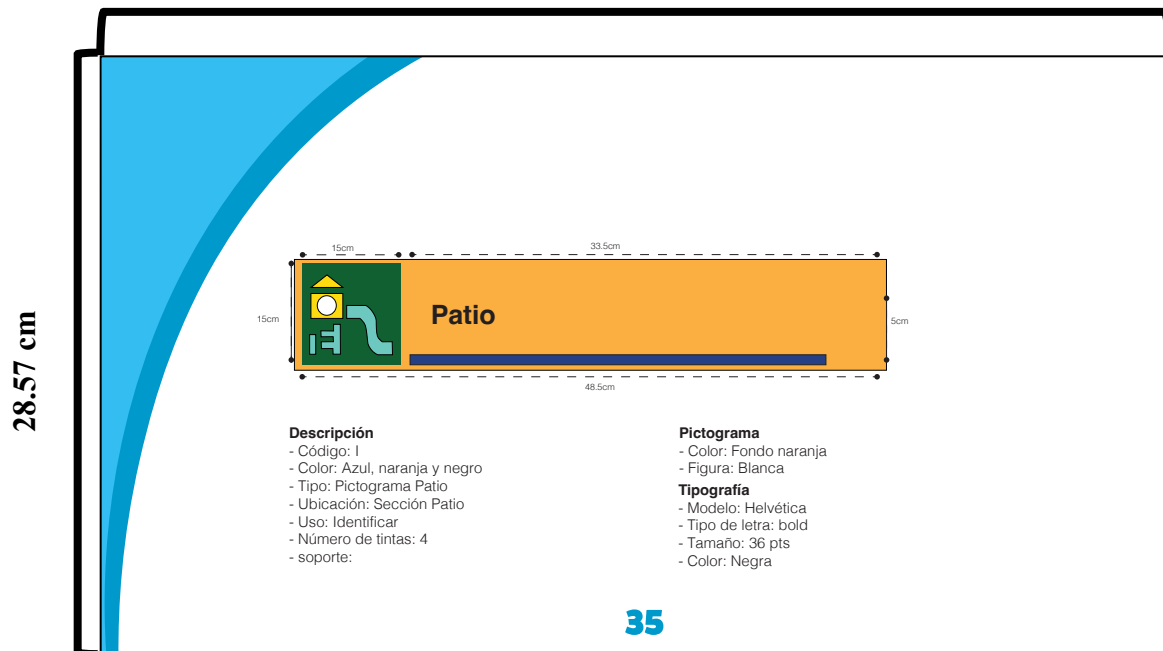 28.57 cm
15cm
33.5cm
15cm
Patio
5cm
48.5cm
Descripción
- Código: I
- Color: Azul, naranja y negro
- Tipo: Pictograma Patio
- Ubicación: Sección Patio
- Uso: Identificar
- Número de tintas: 4
- soporte:
Pictograma
- Color: Fondo naranja
- Figura: Blanca
Tipografía
- Modelo: Helvética
- Tipo de letra: bold
- Tamaño: 36 pts
- Color: Negra
35